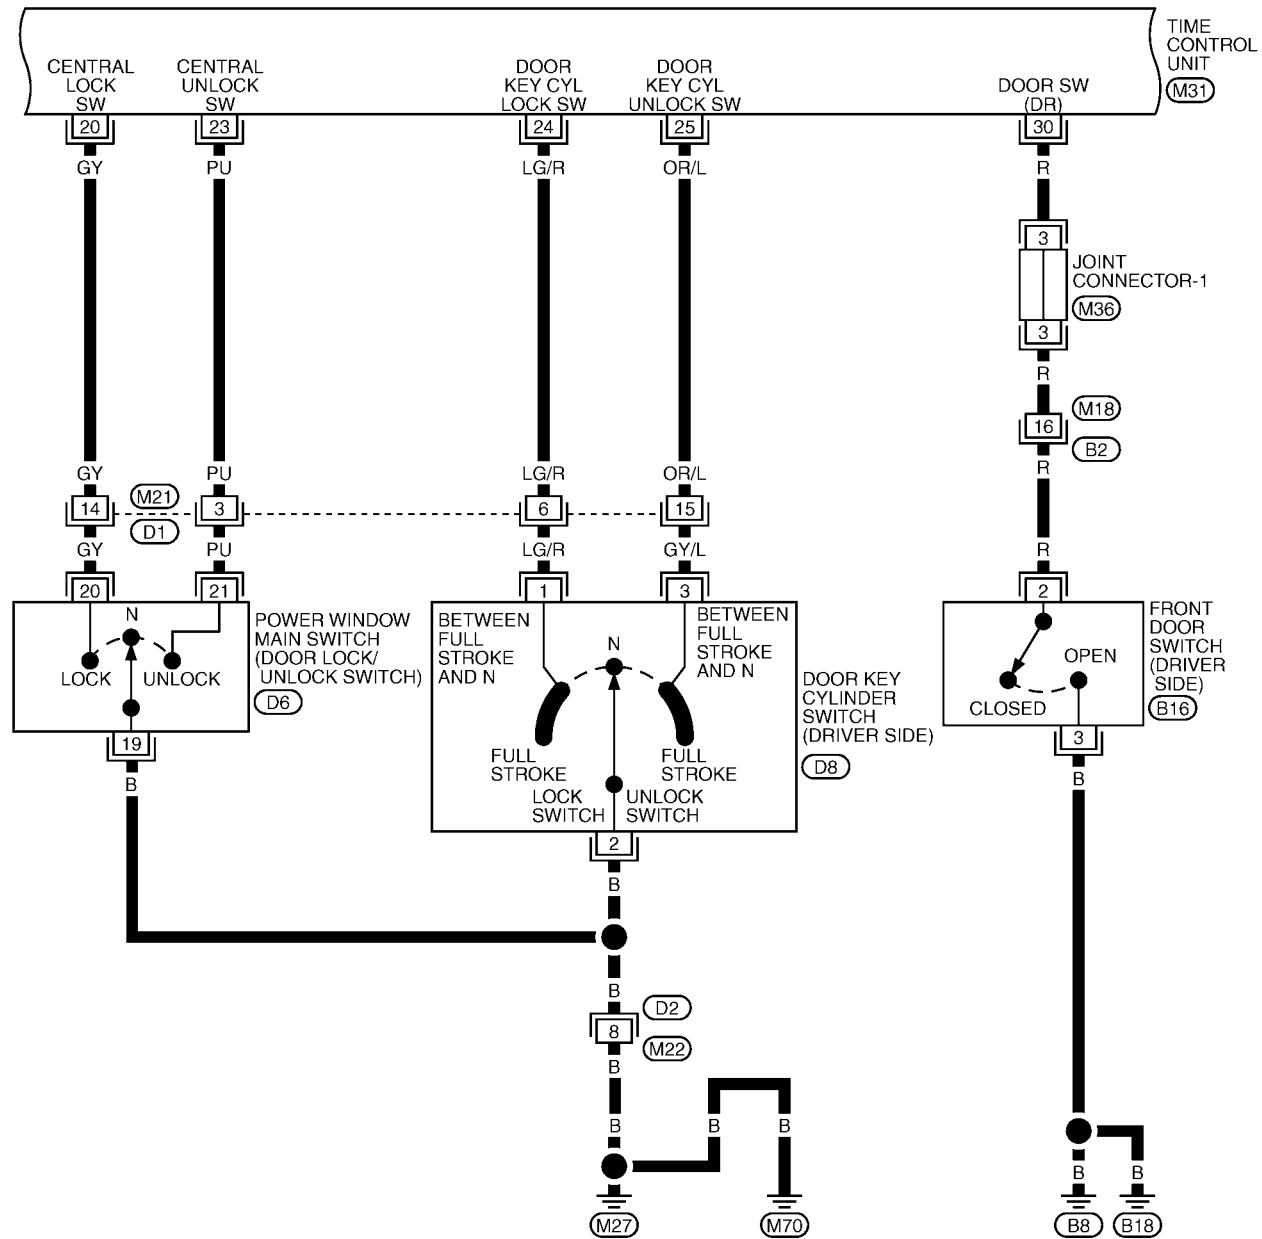 TIME
CONTROL
UNIT
M31
CENTRAL
LOCK
SW
CENTRAL
UNLOCK
SW
DOOR
KEY CYL
LOCK SW
DOOR
KEY CYL
UNLOCK SW
DOOR SW
(DR)
20
23
24
25
30
GY
PU
LG/R
OR/L
R
3
JOINT
CONNECTOR-1
M36
3
R
M18
16
B2
R
GY
PU
LG/R
OR/L
14
M21
D1
3
6
15
GY
PU
LG/R
GY/L
R
20
21
1
3
2
N
LOCK
UNLOCK
POWER WINDOW
MAIN SWITCH
(DOOR LOCK/
UNLOCK SWITCH)
D6
19
B
BETWEEN
FULL
STROKE
AND N
N
BETWEEN
FULL
STROKE
AND N
FULL
STROKE
FULL
STROKE
LOCK
SWITCH
UNLOCK
SWITCH
DOOR KEY
CYLINDER
SWITCH
(DRIVER SIDE)
D8
2
B
OPEN
CLOSED
FRONT
DOOR
SWITCH
(DRIVER
SIDE)
B16
3
B
B
D2
8
M22
B
B
B
B
B
B
M27
M70
B8
B18